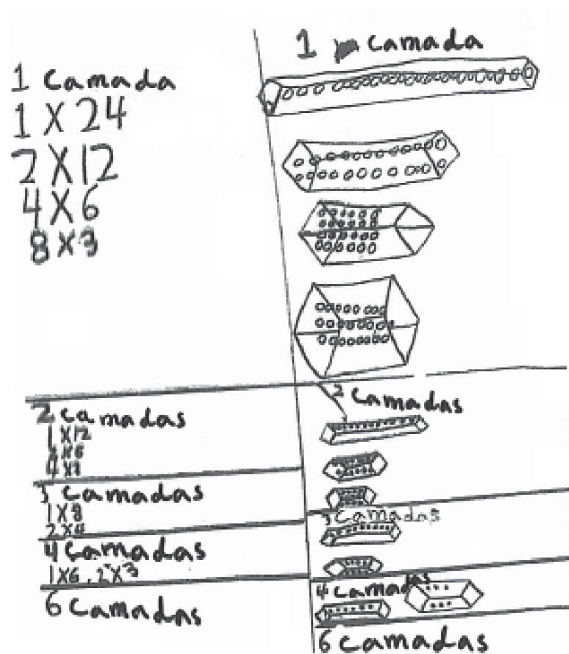 1 camada
1 X 24
2 X 12
4 X 6
8 X 3
1 camada
2 camadas
1 X 12
4 X 3
2 camadas
3 camadas
1 X 8
2 X 4
3 camadas
4 camadas
1 X 6, 2 X 3
4 camadas
6 camadas
6 camadas